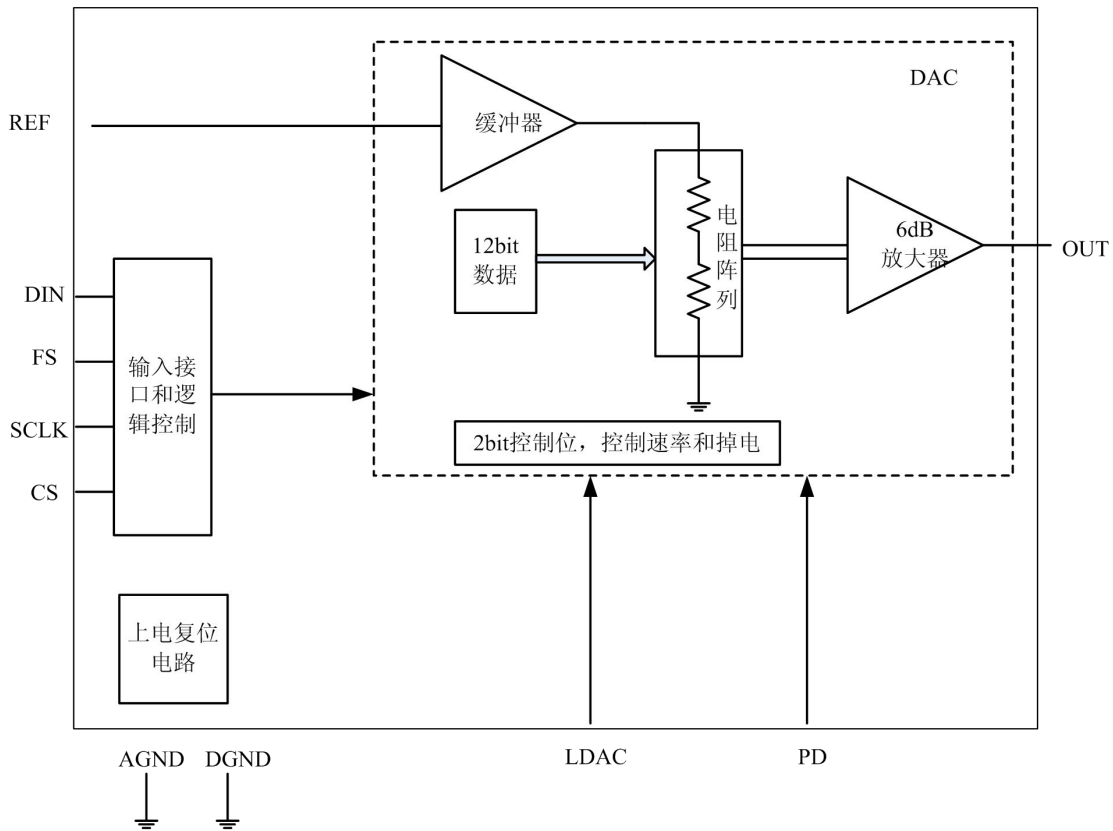 DAC
REF
缓冲器
电阻阵列
6dB
放大器
OUT
12bit
数据
DIN
FS
SCLK
CS
输入接
口和逻
辑控制
2bit控制位，控制速率和掉电
上电复位
电路
AGND
DGND
LDAC
PD